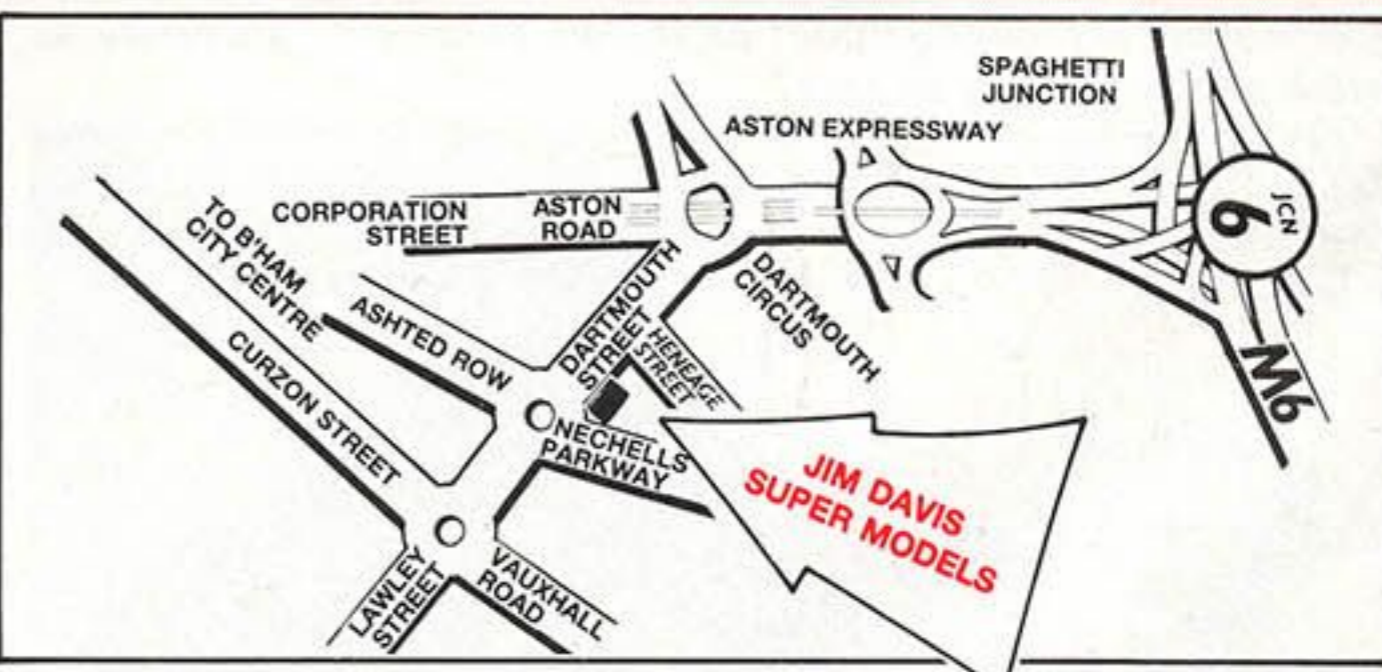 SPAGHETTI
JUNCTION
ASTON EXPRESSWAY
JCN
6
M6
CORPORATION
STREET
ASTON
ROAD
TO B'HAM
CITY CENTRE
DARTMOUTH
STREET
DARTMOUTH
CIRCUS
HENEAGE
STREET
ASHTED ROW
CURZON STREET
NECHELLS
PARKWAY
JIM DAVIS
SUPER MODELS
LAWLEY
STREET
VAUXHALL
ROAD